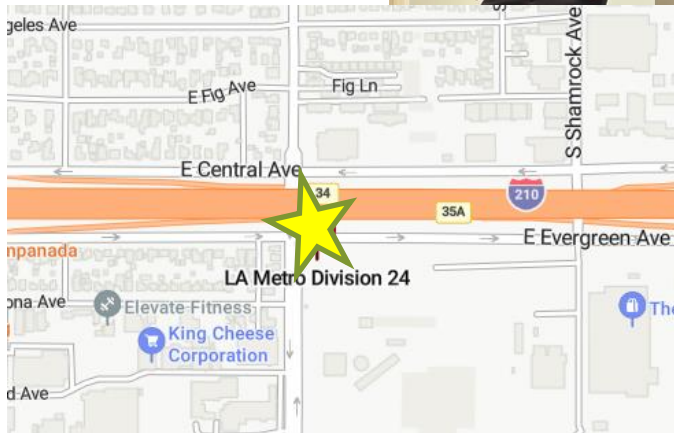 geles Ave
E Fig Ave
Fig Ln
S Shamrock Ave
E Central Ave
34
210
35A
E Evergreen Ave
mpanada
LA Metro Division 24
ona Ave
Elevate Fitness
The
King Cheese
Corporation
d Ave